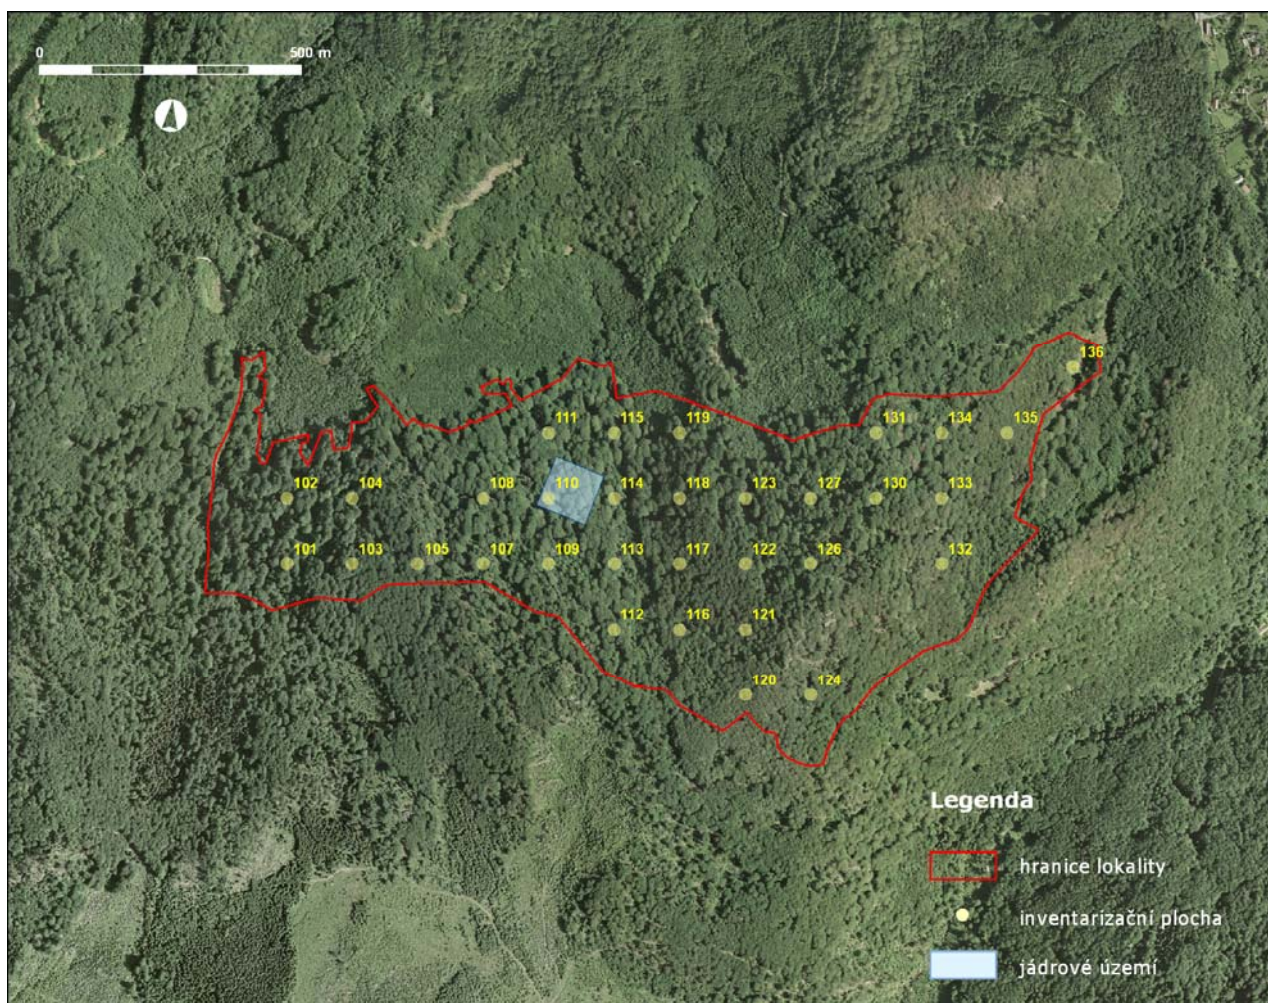 0 500 m
136
111 115 119 131 134 135
102 104 108 110 114 118 123 127 130 133
101 103 105 107 109 113 117 122 126 132
112 116 121
120 124
Legenda
hranice lokality
inventarizační plocha
jádrové území